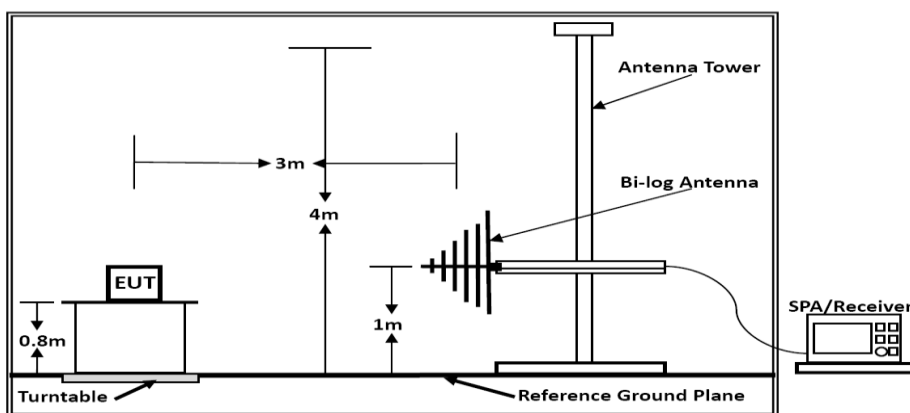 Antenna Tower
3m
Bi-log Antenna
4m
EUT
SPA/Receiver
1m
0.8m
Turntable
Reference Ground Plane